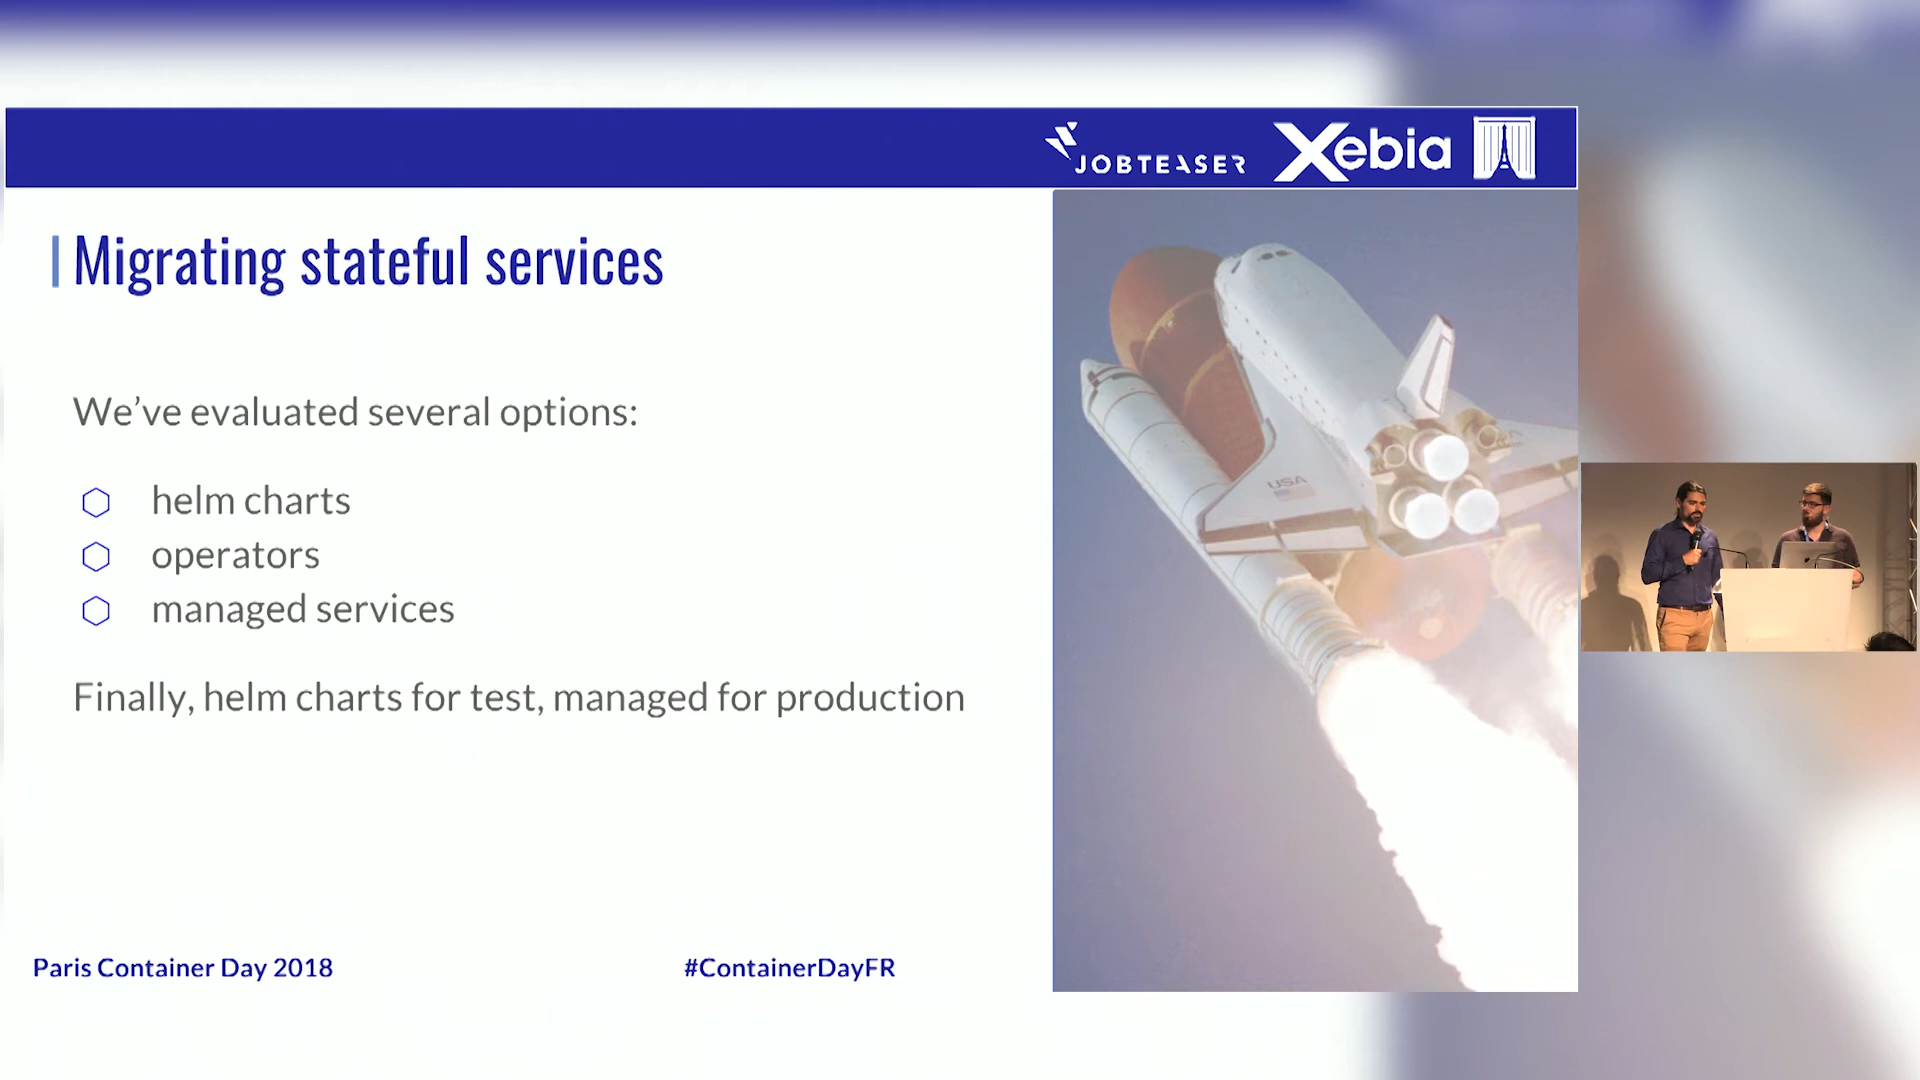 JOBTEASER
Xebia
Migrating stateful services
We've evaluated several options:
helm charts
operators
managed services
Finally, helm charts for test, managed for production
USA
Paris Container Day 2018
#ContainerDayFR